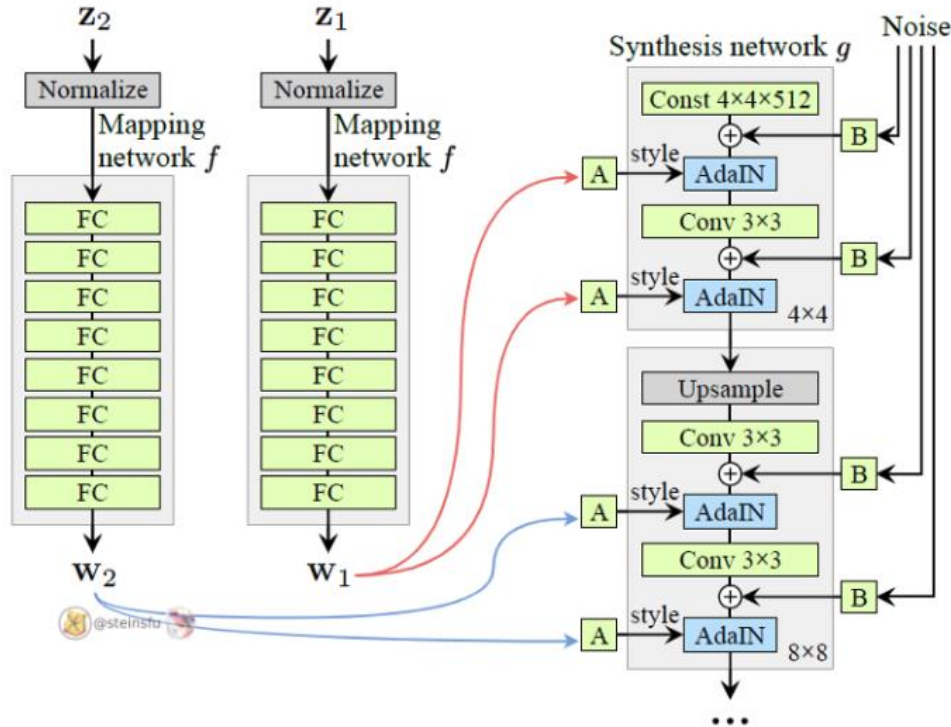 z2
Normalize
Mapping
network f
FC
FC
FC
FC
FC
FC
FC
FC
w2
z1
Normalize
Mapping
network f
FC
FC
FC
FC
FC
FC
FC
FC
w1
@steinsfu
Noise
Synthesis network g
Const 4×4×512
B
A
style
AdaIN
Conv 3×3
B
A
style
AdaIN
4×4
Upsample
Conv 3×3
B
A
style
AdaIN
Conv 3×3
B
A
style
AdaIN
8×8
...